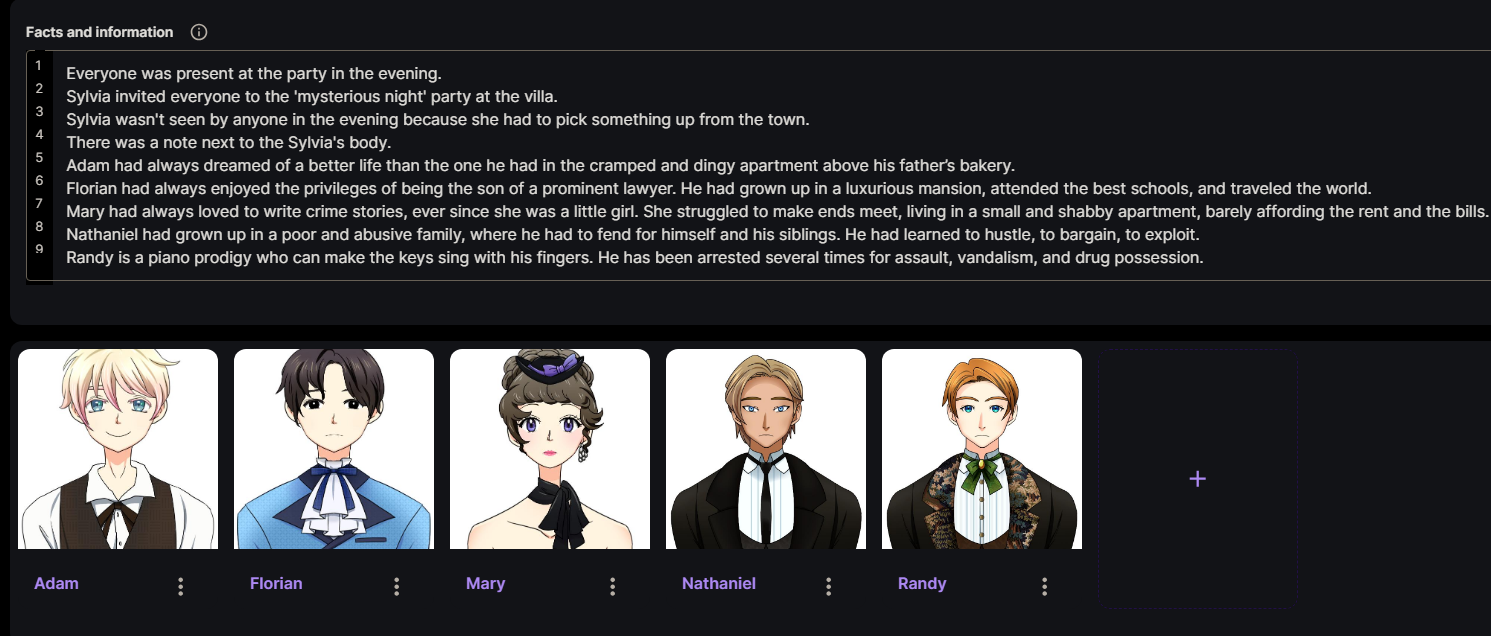 Facts and information
1 Everyone was present at the party in the evening.
2 Sylvia invited everyone to the 'mysterious night' party at the villa.
3 Sylvia wasn't seen by anyone in the evening because she had to pick something up from the town.
4 There was a note next to the Sylvia's body.
5 Adam had always dreamed of a better life than the one he had in the cramped and dingy apartment above his father’s bakery.
6 Florian had always enjoyed the privileges of being the son of a prominent lawyer. He had grown up in a luxurious mansion, attended the best schools, and traveled the world.
7 Mary had always loved to write crime stories, ever since she was a little girl. She struggled to make ends meet, living in a small and shabby apartment, barely affording the rent and the bills.
8 Nathaniel had grown up in a poor and abusive family, where he had to fend for himself and his siblings. He had learned to hustle, to bargain, to exploit.
9 Randy is a piano prodigy who can make the keys sing with his fingers. He has been arrested several times for assault, vandalism, and drug possession.
Adam Florian Mary Nathaniel Randy